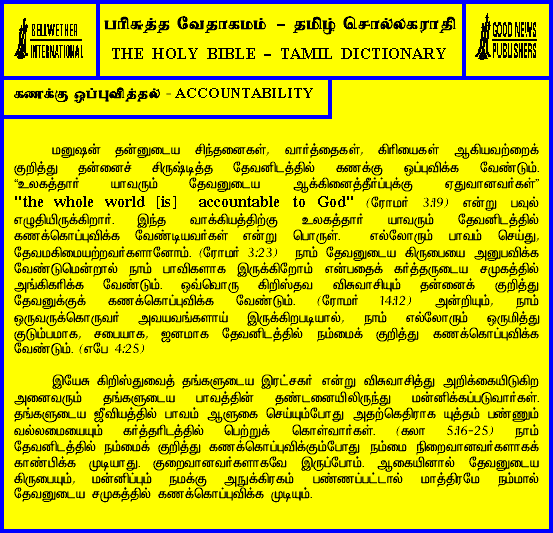 BELLWETHER
INTERNATIONAL
பரிசுத்த வேதாகமம் – தமிழ் சொல்லகராதி
THE HOLY BIBLE – TAMIL DICTIONARY
GOOD NEWS
PUBLISHERS
கணக்கு ஒப்புவித்தல் - ACCOUNTABILITY
மனுஷன் தன்னுடைய சிந்தனைகள், வார்த்தைகள், கிரியைகள் ஆகியவற்றைக்
குறித்து தன்னைச் சிருஷ்டித்த தேவனிடத்தில் கணக்கு ஒப்புவிக்க வேண்டும்.
“உலகத்தார் யாவரும் தேவனுடைய ஆக்கினைத்தீர்ப்புக்கு ஏதுவானவர்கள்”
"the whole world [is] accountable to God" (ரோமர் 3:19) என்று பவுல்
எழுதியிருக்கிறார். இந்த வாக்கியத்திற்கு உலகத்தார் யாவரும் தேவனிடத்தில்
கணக்கொப்புவிக்க வேண்டியவர்கள் என்று பொருள். எல்லோரும் பாவம் செய்து,
தேவமகிமையற்றவர்களானோம். (ரோமர் 3:23) நாம் தேவனுடைய கிருபையை அனுபவிக்க
வேண்டுமென்றால் நாம் பாவிகளாக இருக்கிறோம் என்பதைக் கர்த்தருடைய சமுகத்தில்
அங்கிகரிக்க வேண்டும். ஒவ்வொரு கிறிஸ்தவ விசுவாசியும் தன்னைக் குறித்து
தேவனுக்குக் கணக்கொப்புவிக்க வேண்டும். (ரோமர் 14:12) அன்றியும், நாம்
ஒருவருக்கொருவர் அவயவங்களாய் இருக்கிறபடியால், நாம் எல்லோரும் ஒருமித்து
குடும்பமாக, சபையாக, ஜனமாக தேவனிடத்தில் நம்மைக் குறித்து கணக்கொப்புவிக்க
வேண்டும். (எபே 4:25)
இயேசு கிறிஸ்துவைத் தங்களுடைய இரட்சகர் என்று விசுவாசித்து அறிக்கையிடுகிற
அனைவரும் தங்களுடைய பாவத்தின் தண்டனையிலிருந்து மன்னிக்கப்படுவார்கள்.
தங்களுடைய ஜீவியத்தில் பாவம் ஆளுகை செய்யும்போது அதற்கெதிராக யுத்தம் பண்ணும்
வல்லமையையும் கர்த்தரிடத்தில் பெற்றுக் கொள்வார்கள். (கலா 5:16-25) நாம்
தேவனிடத்தில் நம்மைக் குறித்து கணக்கொப்புவிக்கும்போது நம்மை நிறைவானவர்களாகக்
காண்பிக்க முடியாது. குறைவானவர்களாகவே இருப்போம். ஆகையினால் தேவனுடைய
கிருபையும், மன்னிப்பும் நமக்கு அநுக்கிரகம் பண்ணப்பட்டால் மாத்திரமே நம்மால்
தேவனுடைய சமுகத்தில் கணக்கொப்புவிக்க முடியும்.